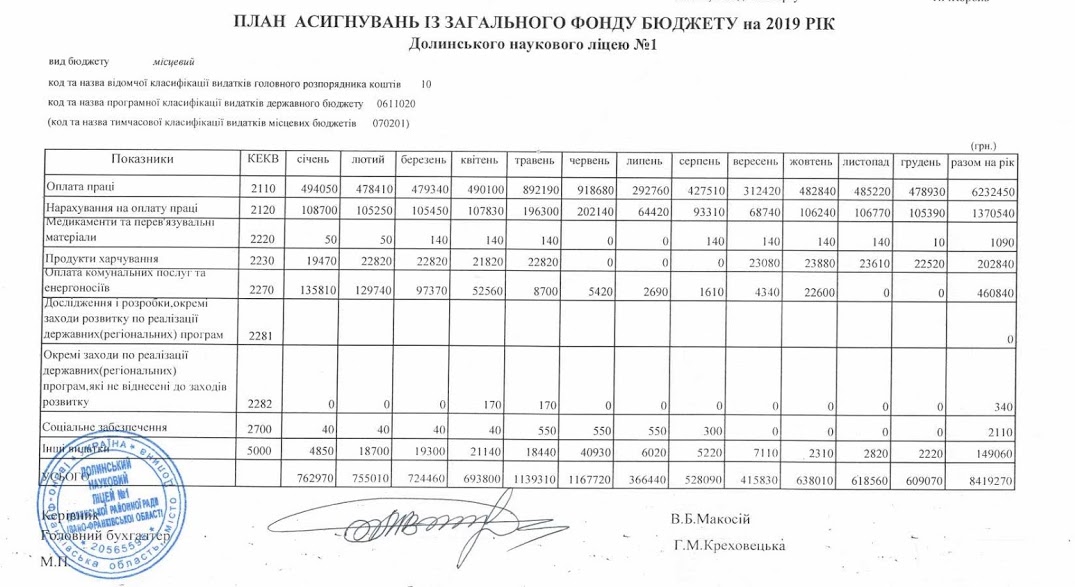 ПЛАН АСИГНУВАНЬ ІЗ ЗАГАЛЬНОГО ФОНДУ БЮДЖЕТУ на 2019 РІК
Долинського наукового ліцею №1
вид бюджету місцевий
код та назва відомчої класифікації видатків головного розпорядника коштів 10
код та назва програмної класифікації видатків державного бюджету 0611020
(код та назва тимчасової класифікації видатків місцевих бюджетів 070201)
(грн.)
Показники КЕКВ січень лютий березень квітень травень червень липень серпень вересень жовтень листопад грудень разом на рік
Оплата праці 2110 494050 478410 479340 490100 892190 918680 292760 427510 312420 482840 485220 478930 6232450
Нарахування на оплату праці 2120 108700 105250 105450 107830 196300 202140 64420 93310 68740 106240 106770 105390 1370540
Медикаменти та перев'язувальні
матеріали 2220 50 50 140 140 140 0 0 140 140 140 140 10 1090
Продукти харчування 2230 19470 22820 22820 21820 22820 0 0 0 23080 23880 23610 22520 202840
Оплата комунальних послуг та
енергоносіїв 2270 135810 129740 97370 52560 8700 5420 2690 1610 4340 22600 0 0 460840
Дослідження і розробки,окремі
заходи розвитку по реалізації
державних(регіональних) програм 2281 0
Окремі заходи по реалізації
державних(регіональних)
програм,які не віднесені до заходів
розвитку 2282 0 0 0 170 170 0 0 0 0 0 0 0 340
Соціальне забезпечення 2700 40 40 40 40 550 550 550 300 0 0 0 0 2110
Інші видатки 5000 4850 18700 19300 21140 18440 40930 6020 5220 7110 2310 2820 2220 149060
УСЬОГО 762970 755010 724460 693800 1139310 1167720 366440 528090 415830 638010 618560 609070 8419270
Керівник В.Б.Макосій
Головний бухгалтер Г.М.Креховецька
М.П.
УКРАЇНА
ДОЛИНСЬКИЙ
НАУКОВИЙ
ЛІЦЕЙ №1
РАЙОННОЇ РАДИ
ІВАНО-ФРАНКІВСЬКОЇ ОБЛАСТІ